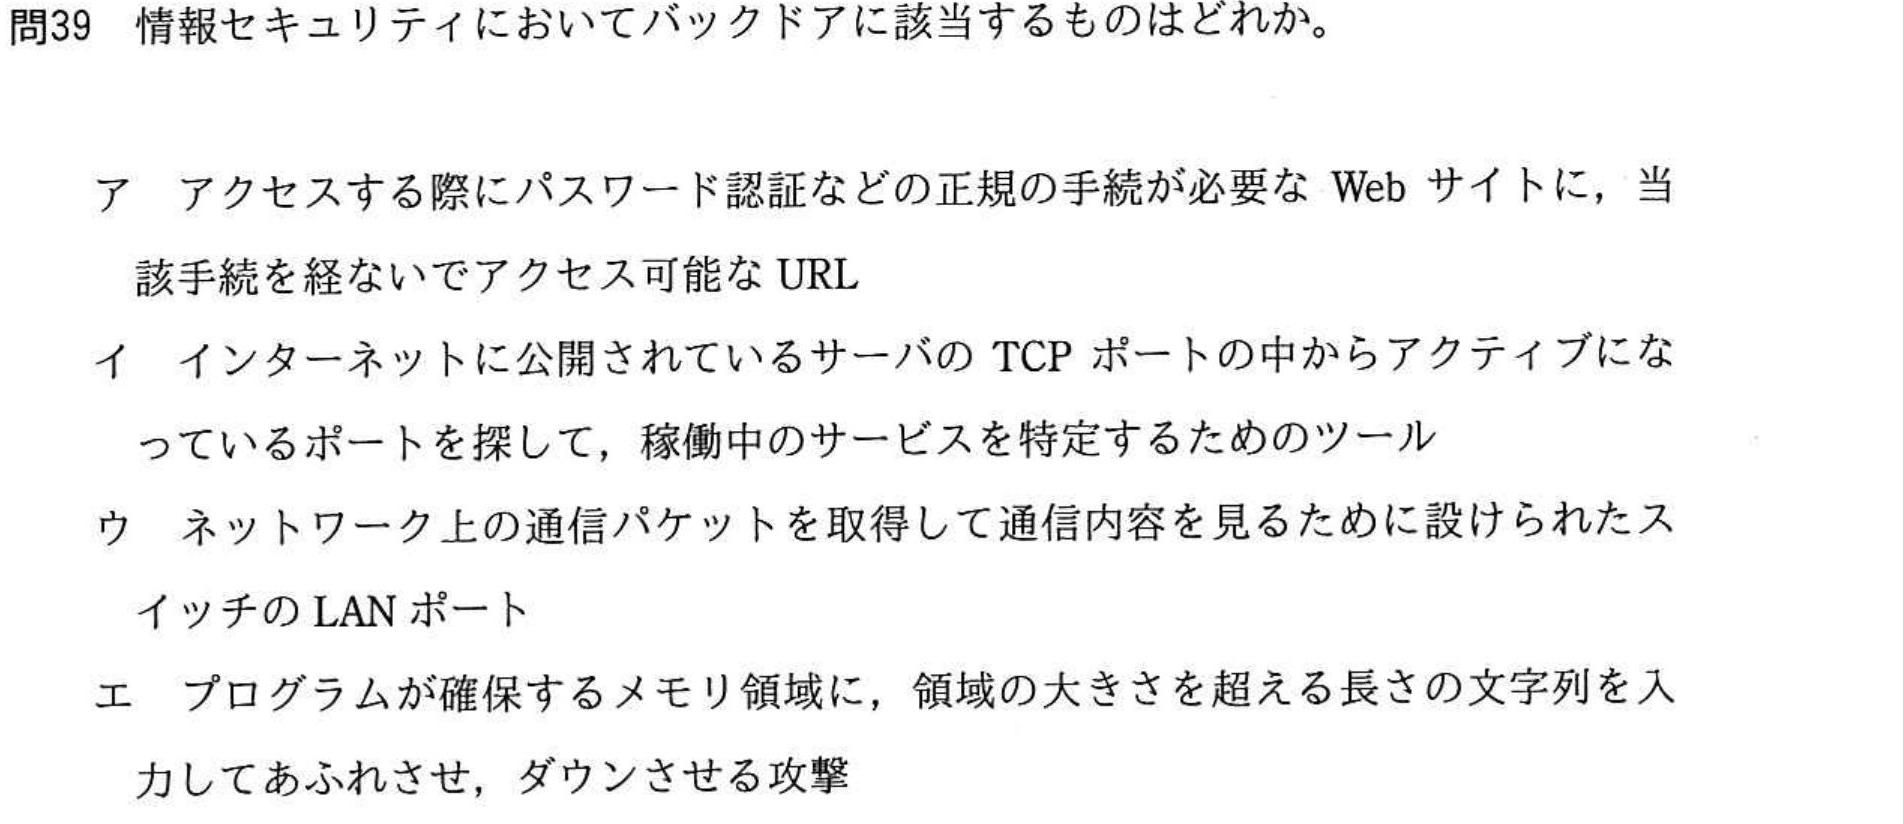 問39　情報セキュリティにおいてバックドアに該当するものはどれか。
ア　アクセスする際にパスワード認証などの正規の手続が必要な Web サイトに，当
該手続を経ないでアクセス可能な URL
イ　インターネットに公開されているサーバの TCP ポートの中からアクティブにな
っているポートを探して，稼働中のサービスを特定するためのツール
ウ　ネットワーク上の通信パケットを取得して通信内容を見るために設けられたス
イッチの LAN ポート
エ　プログラムが確保するメモリ領域に，領域の大きさを超える長さの文字列を入
力してあふれさせ，ダウンさせる攻撃